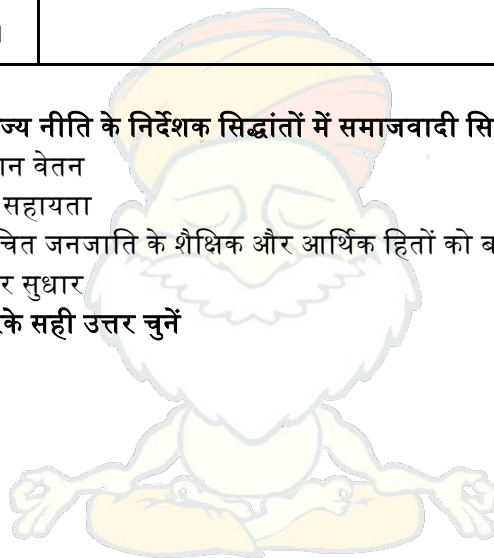 ज्य नीति के निर्देशक सिद्धांतों में समाजवादी सि
ान वेतन
सहायता
चित जनजाति के शैक्षिक और आर्थिक हितों को ब
र सुधार
के सही उत्तर चुनें